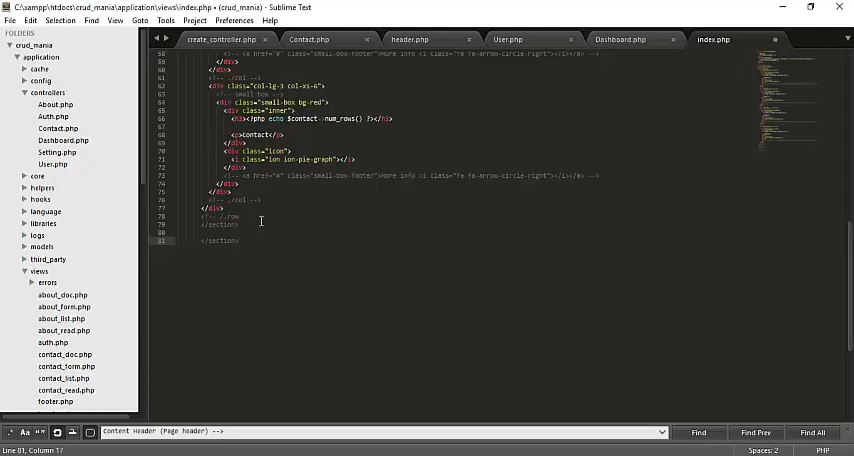 C:\xampp\htdocs\crud_mania\application\views\index.php • (crud_mania) - Sublime Text
File Edit Selection Find View Goto Tools Project Preferences Help
FOLDERS
crud_mania
application
cache
config
controllers
About.php
Auth.php
Contact.php
Dashboard.php
Setting.php
User.php
core
helpers
hooks
language
libraries
logs
models
third_party
views
errors
about_doc.php
about_form.php
about_list.php
about_read.php
auth.php
contact_doc.php
contact_form.php
contact_list.php
contact_read.php
footer.php
create_controller.php × Contact.php × header.php × User.php × Dashboard.php × index.php
58 <!-- <a href="#" class="small-box-footer">More info <i class="fa fa-arrow-circle-right"></i></a> -->
59 </div>
60 </div>
61 <!-- ./col -->
62 <div class="col-lg-3 col-xs-6">
63 <!-- small box -->
64 <div class="small-box bg-red">
65 <div class="inner">
66 <h3><?php echo $contact->num_rows() ?></h3>
67
68 <p>Contact</p>
69 </div>
70 <div class="icon">
71 <i class="ion ion-pie-graph"></i>
72 </div>
73 <!-- <a href="#" class="small-box-footer">More info <i class="fa fa-arrow-circle-right"></i></a> -->
74 </div>
75 </div>
76 <!-- ./col -->
77 </div>
78 <!-- /.row
79 </section>
80
81 </section>
.* Aa “” Content Header (Page header) --> Find Find Prev Find All
Line 81, Column 17 Spaces: 2 PHP